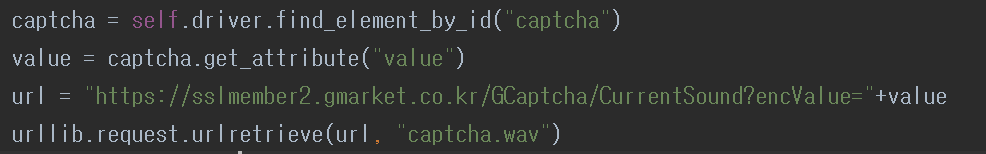 captcha = self.driver.find_element_by_id("captcha")
value = captcha.get_attribute("value")
url = "https://sslmember2.gmarket.co.kr/GCaptcha/CurrentSound?encValue="+value
urllib.request.urlretrieve(url, "captcha.wav")